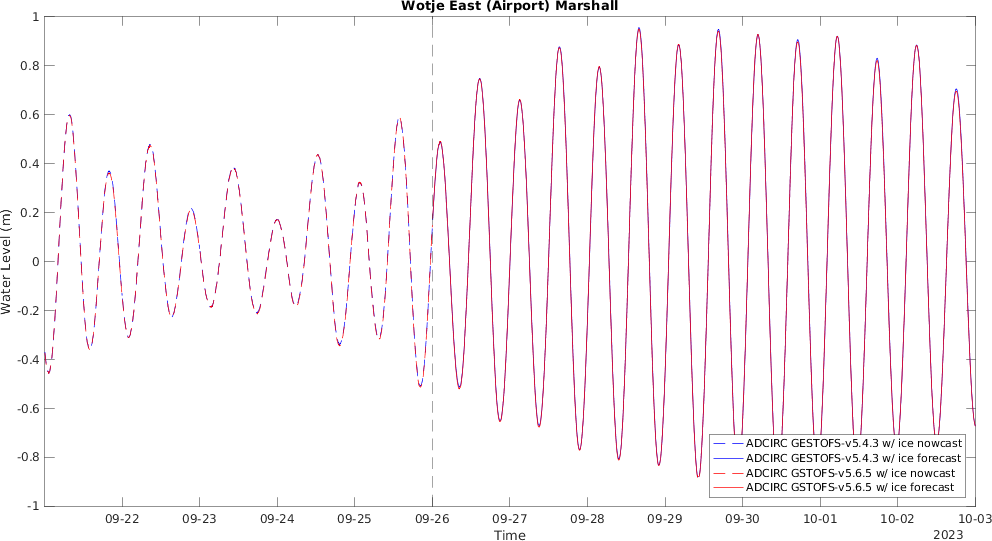 Wotje East (Airport) Marshall
1
0.8
0.6
0.4
0.2
0
-0.2
-0.4
-0.6
-0.8
-1
Water Level (m)
ADCIRC GESTOFS-v5.4.3 w/ ice nowcast
ADCIRC GESTOFS-v5.4.3 w/ ice forecast
ADCIRC GSTOFS-v5.6.5 w/ ice nowcast
ADCIRC GSTOFS-v5.6.5 w/ ice forecast
09-22 09-23 09-24 09-25 09-26 09-27 09-28 09-29 09-30 10-01 10-02 10-03
Time
2023